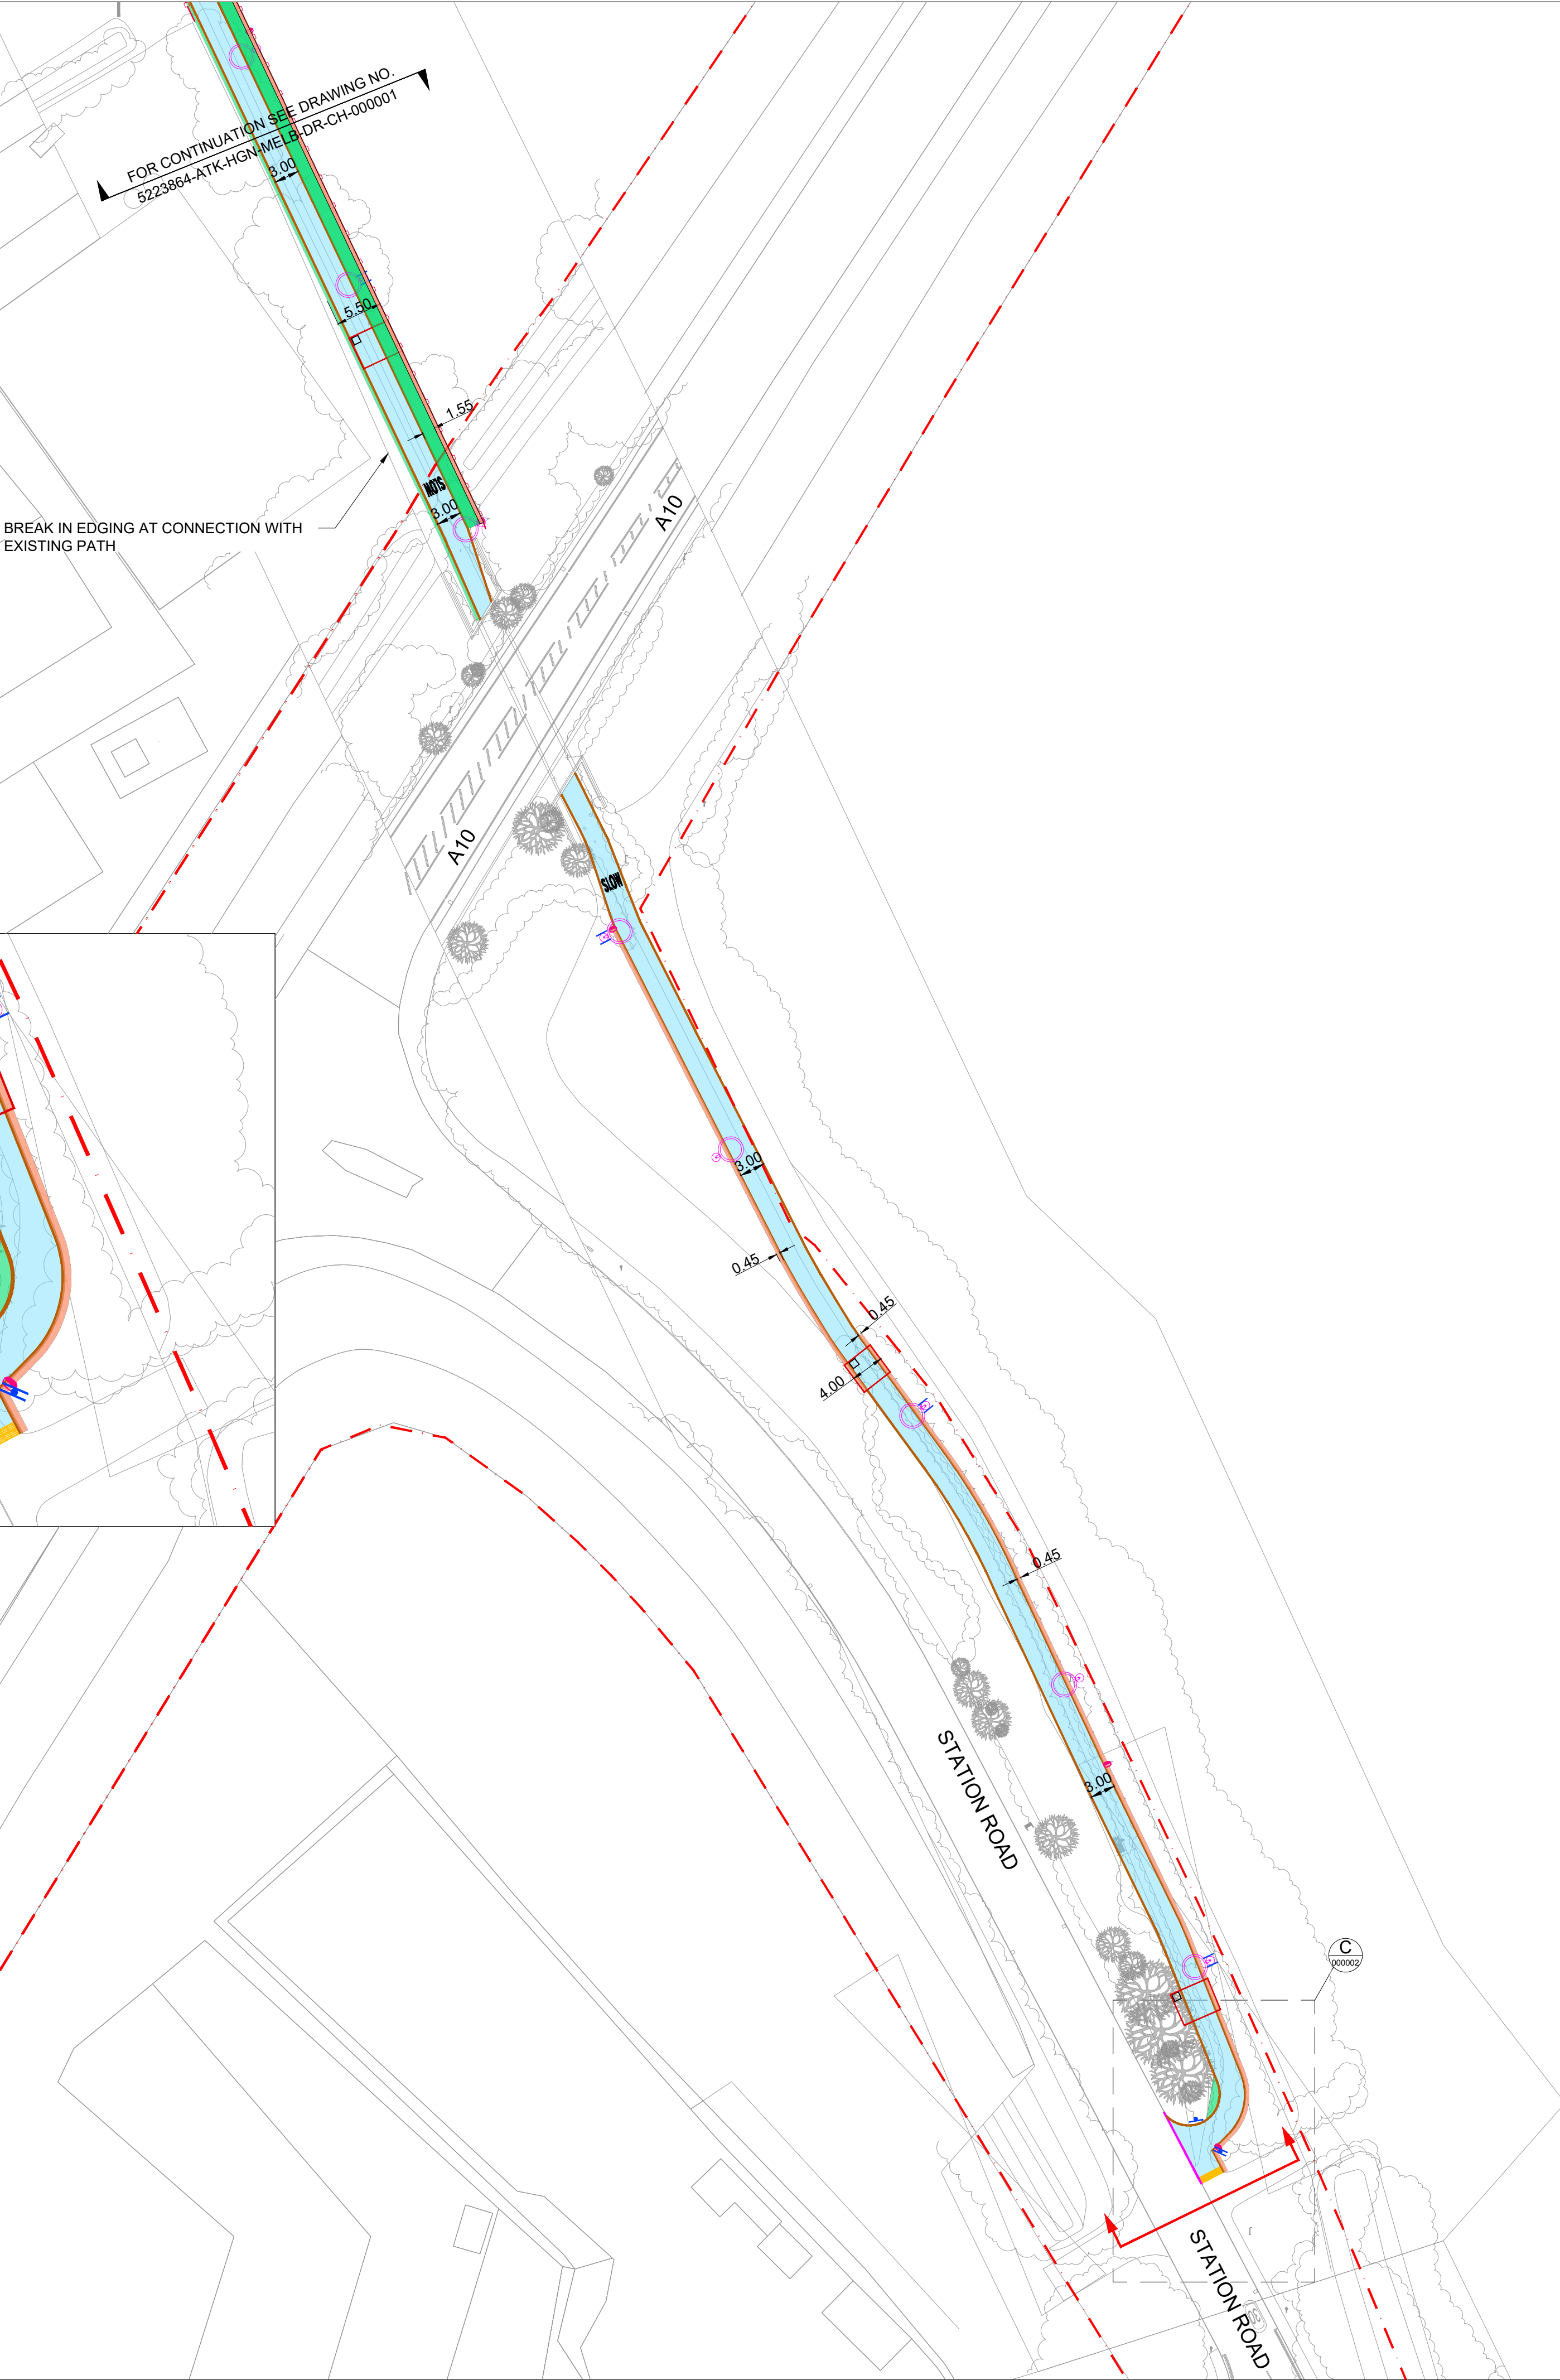 FOR CONTINUATION SEE DRAWING NO.
5223864-ATK-HGN-MELB-DR-CH-000001
3.00
5.50
1.55
SLOW
3.00
A10
BREAK IN EDGING AT CONNECTION WITH
EXISTING PATH
A10
SLOW
3.00
0.45
0.45
4.00
0.45
STATION ROAD
3.00
C
000002
STATION ROAD